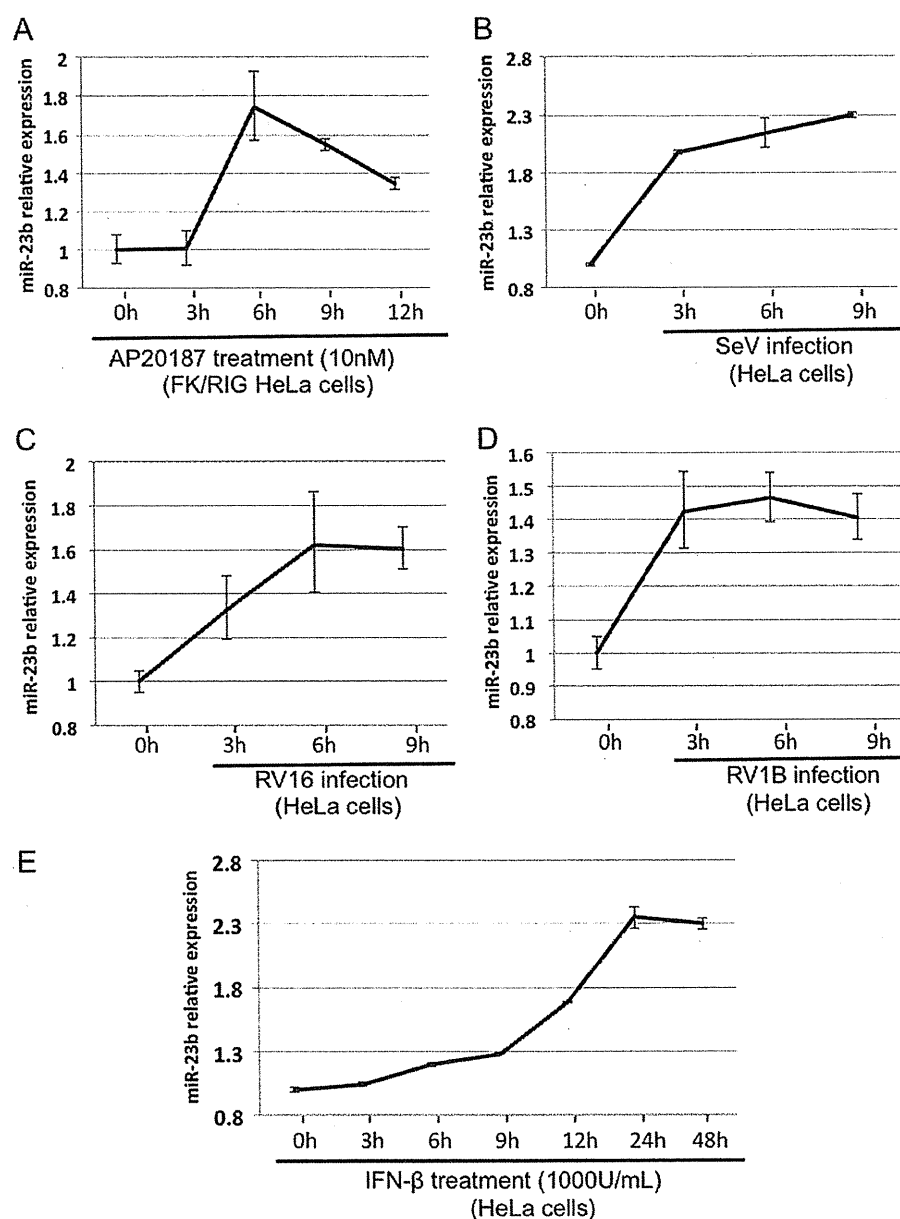 A
miR-23b relative expression
2
1.8
1.6
1.4
1.2
1
0.8
0h 3h 6h 9h 12h
AP20187 treatment (10nM)
(FK/RIG HeLa cells)
B
miR-23b relative expression
2.8
2.3
1.8
1.3
0.8
0h 3h 6h 9h
SeV infection
(HeLa cells)
C
miR-23b relative expression
2
1.8
1.6
1.4
1.2
1
0.8
0h 3h 6h 9h
RV16 infection
(HeLa cells)
D
miR-23b relative expression
1.6
1.5
1.4
1.3
1.2
1.1
1
0.9
0.8
0h 3h 6h 9h
RV1B infection
(HeLa cells)
E
miR-23b relative expression
2.8
2.3
1.8
1.3
0.8
0h 3h 6h 9h 12h 24h 48h
IFN-β treatment (1000U/mL)
(HeLa cells)